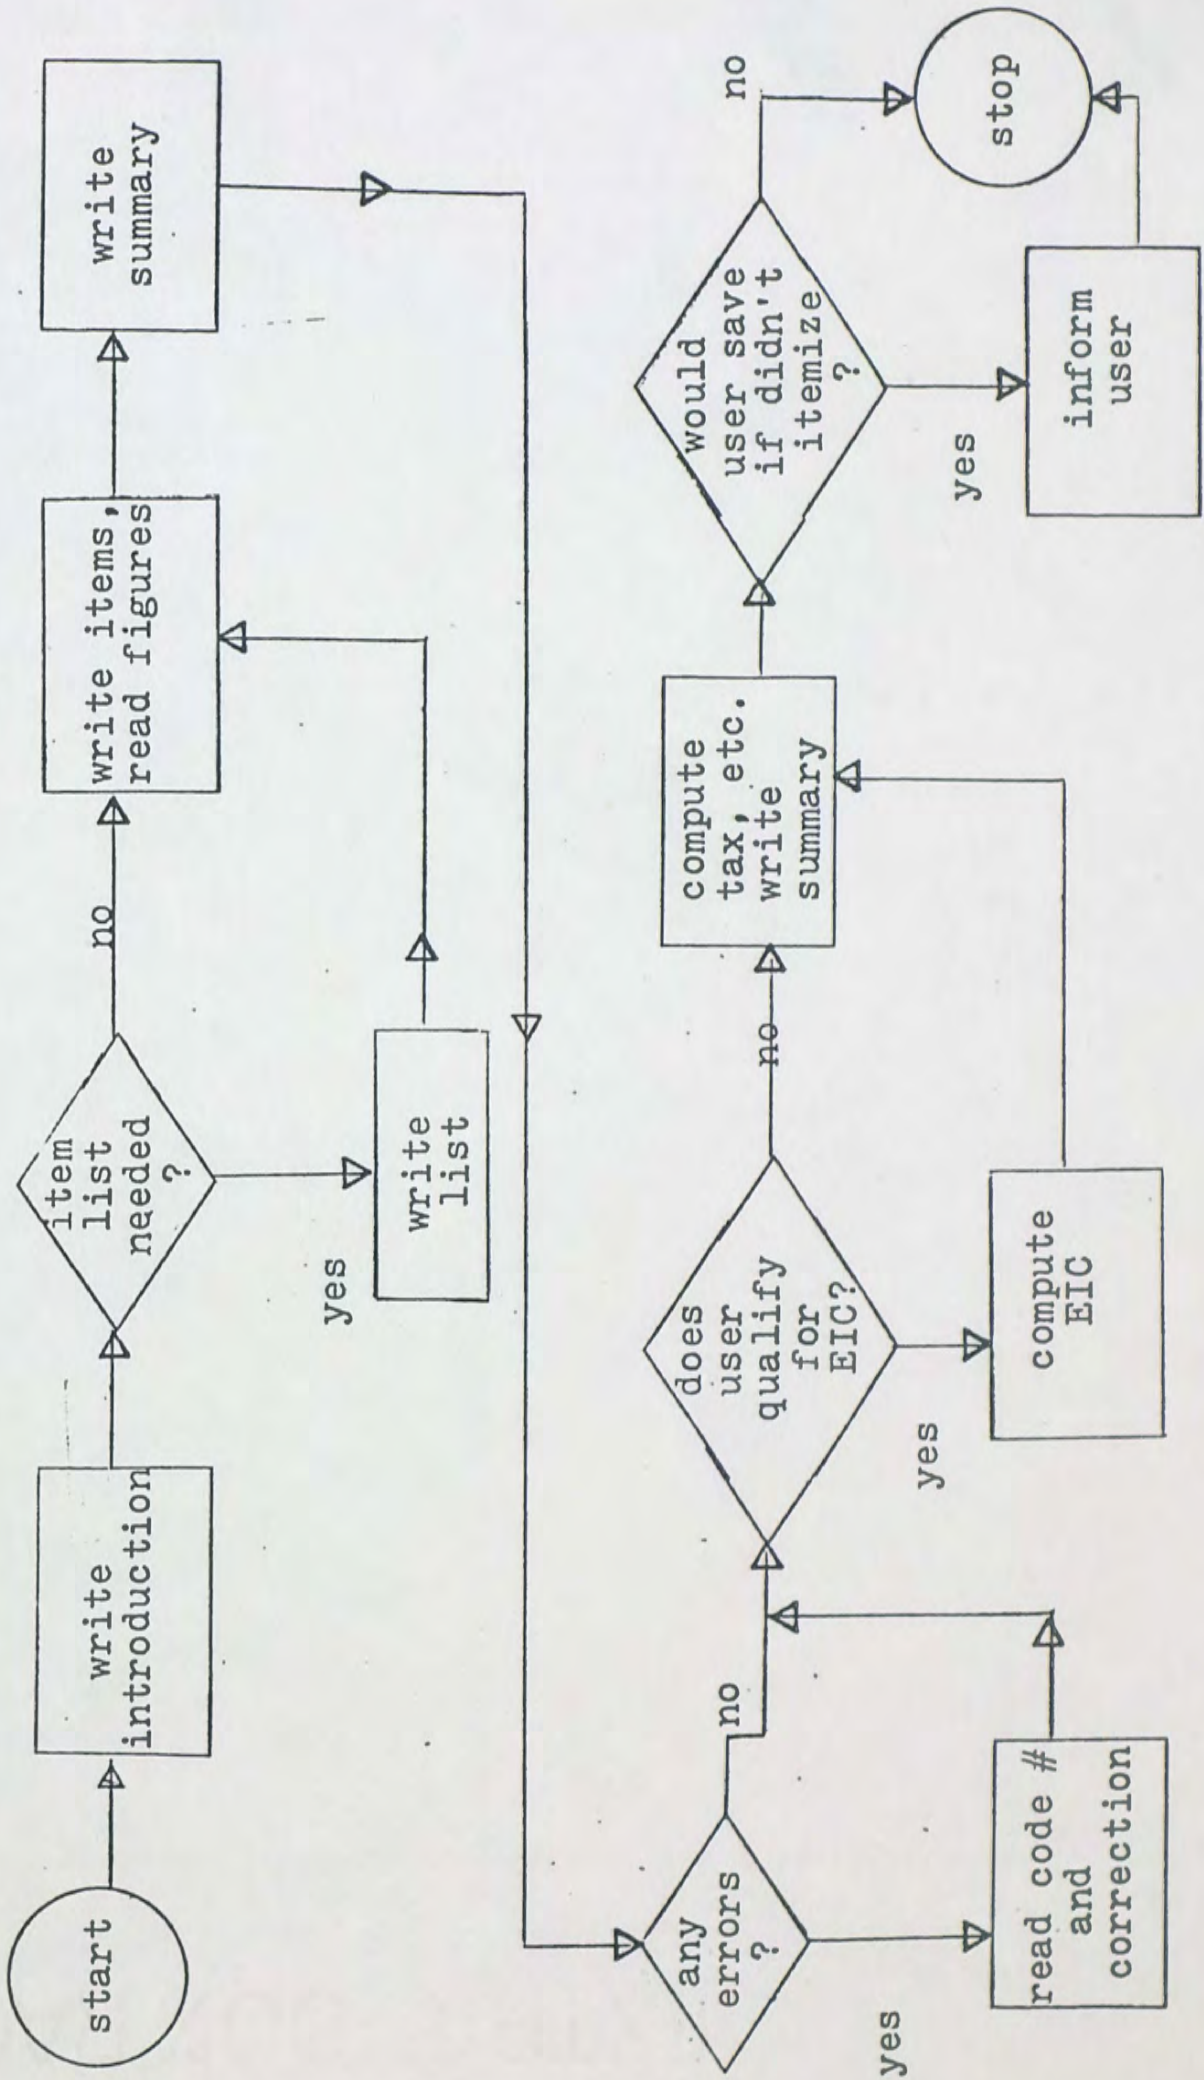 start
write
introduction
item
list
needed
?
no
yes
write
list
write items,
read figures
write
summary
any
errors
?
no
yes
read code #
and
correction
does
user
qualify
for
EIC?
no
yes
compute
EIC
compute
tax, etc.
write
summary
would
user save
if didn't
itemize
?
no
yes
inform
user
stop